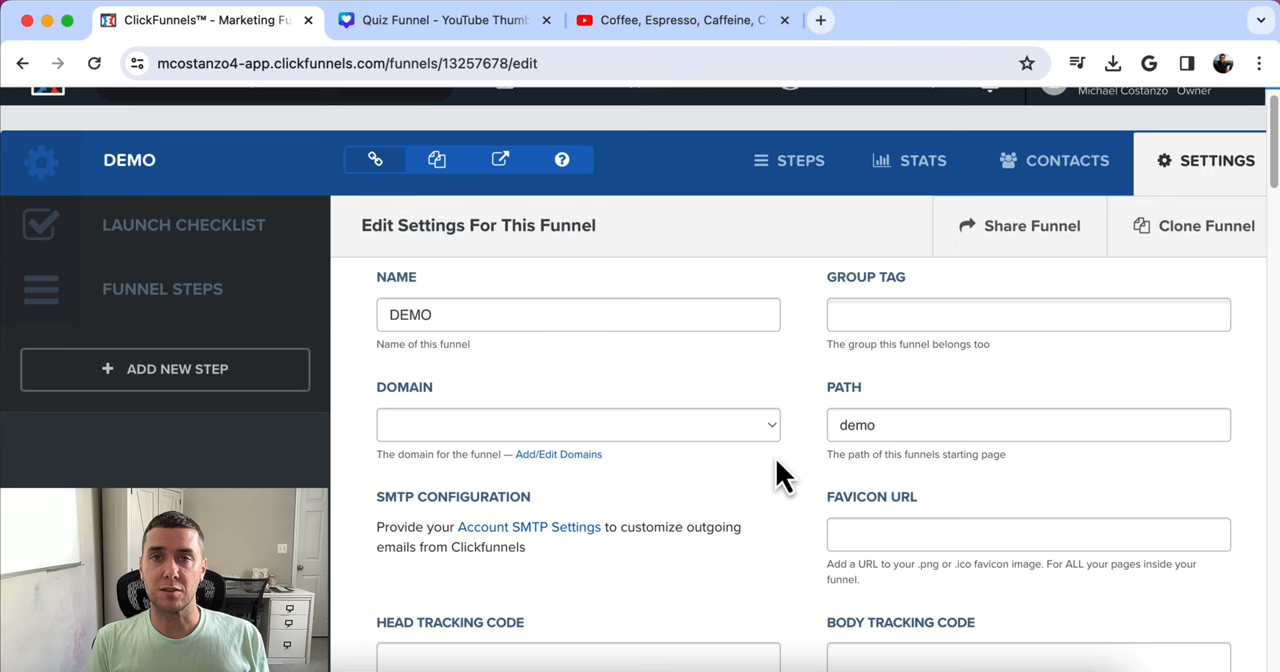 ClickFunnels™ - Marketing Fu
Quiz Funnel - YouTube Thumb
Coffee, Espresso, Caffeine, C
mcostanzo4-app.clickfunnels.com/funnels/13257678/edit
Michael Costanzo Owner
DEMO
STEPS
STATS
CONTACTS
SETTINGS
LAUNCH CHECKLIST
FUNNEL STEPS
+ ADD NEW STEP
Edit Settings For This Funnel
Share Funnel
Clone Funnel
NAME
DEMO
Name of this funnel
GROUP TAG
The group this funnel belongs too
DOMAIN
The domain for the funnel — Add/Edit Domains
PATH
demo
The path of this funnels starting page
SMTP CONFIGURATION
Provide your Account SMTP Settings to customize outgoing
emails from Clickfunnels
FAVICON URL
Add a URL to your .png or .ico favicon image. For ALL your pages inside your
funnel.
HEAD TRACKING CODE
BODY TRACKING CODE